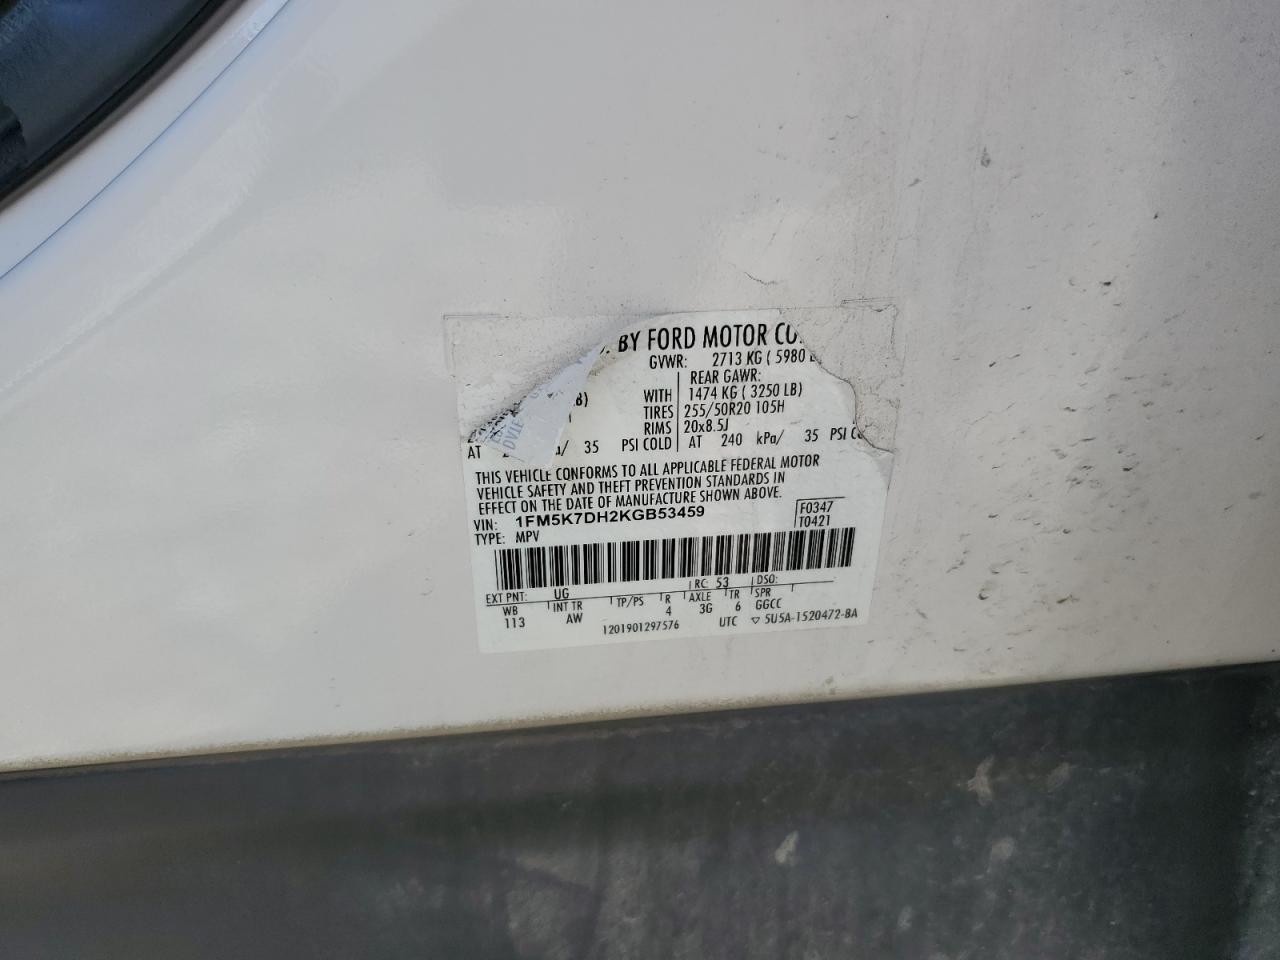 BY FORD MOTOR CO.
GVWR: 2713 KG ( 5980
B) WITH
TIRES
RIMS
AT 35 PSI COLD
REAR GAWR:
1474 KG ( 3250 LB)
255/50R20 105H
20x8.5J
AT 240 kPa/ 35 PSI
THIS VEHICLE CONFORMS TO ALL APPLICABLE FEDERAL MOTOR
VEHICLE SAFETY AND THEFT PREVENTION STANDARDS IN
EFFECT ON THE DATE OF MANUFACTURE SHOWN ABOVE.
VIN: 1FM5K7DH2KGB53459
TYPE: MPV
F0347
T0421
EXT PNT: UG RC: 53 DSO:
WB INT TR TP/PS R AXLE TR SPR
113 AW 4 3G 6 GGCC
1201901297576 UTC ▽ 5U5A-1520472-BA